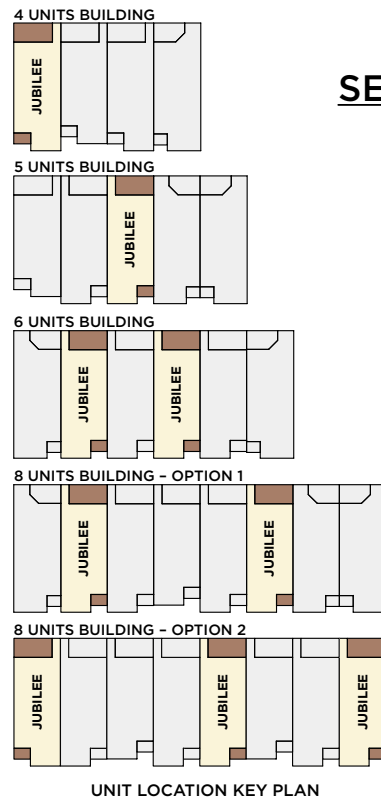 4 UNITS BUILDING
JUBILEE
SE
5 UNITS BUILDING
JUBILEE
6 UNITS BUILDING
JUBILEE
JUBILEE
8 UNITS BUILDING – OPTION 1
JUBILEE
JUBILEE
8 UNITS BUILDING – OPTION 2
JUBILEE
JUBILEE
JUBILEE
UNIT LOCATION KEY PLAN